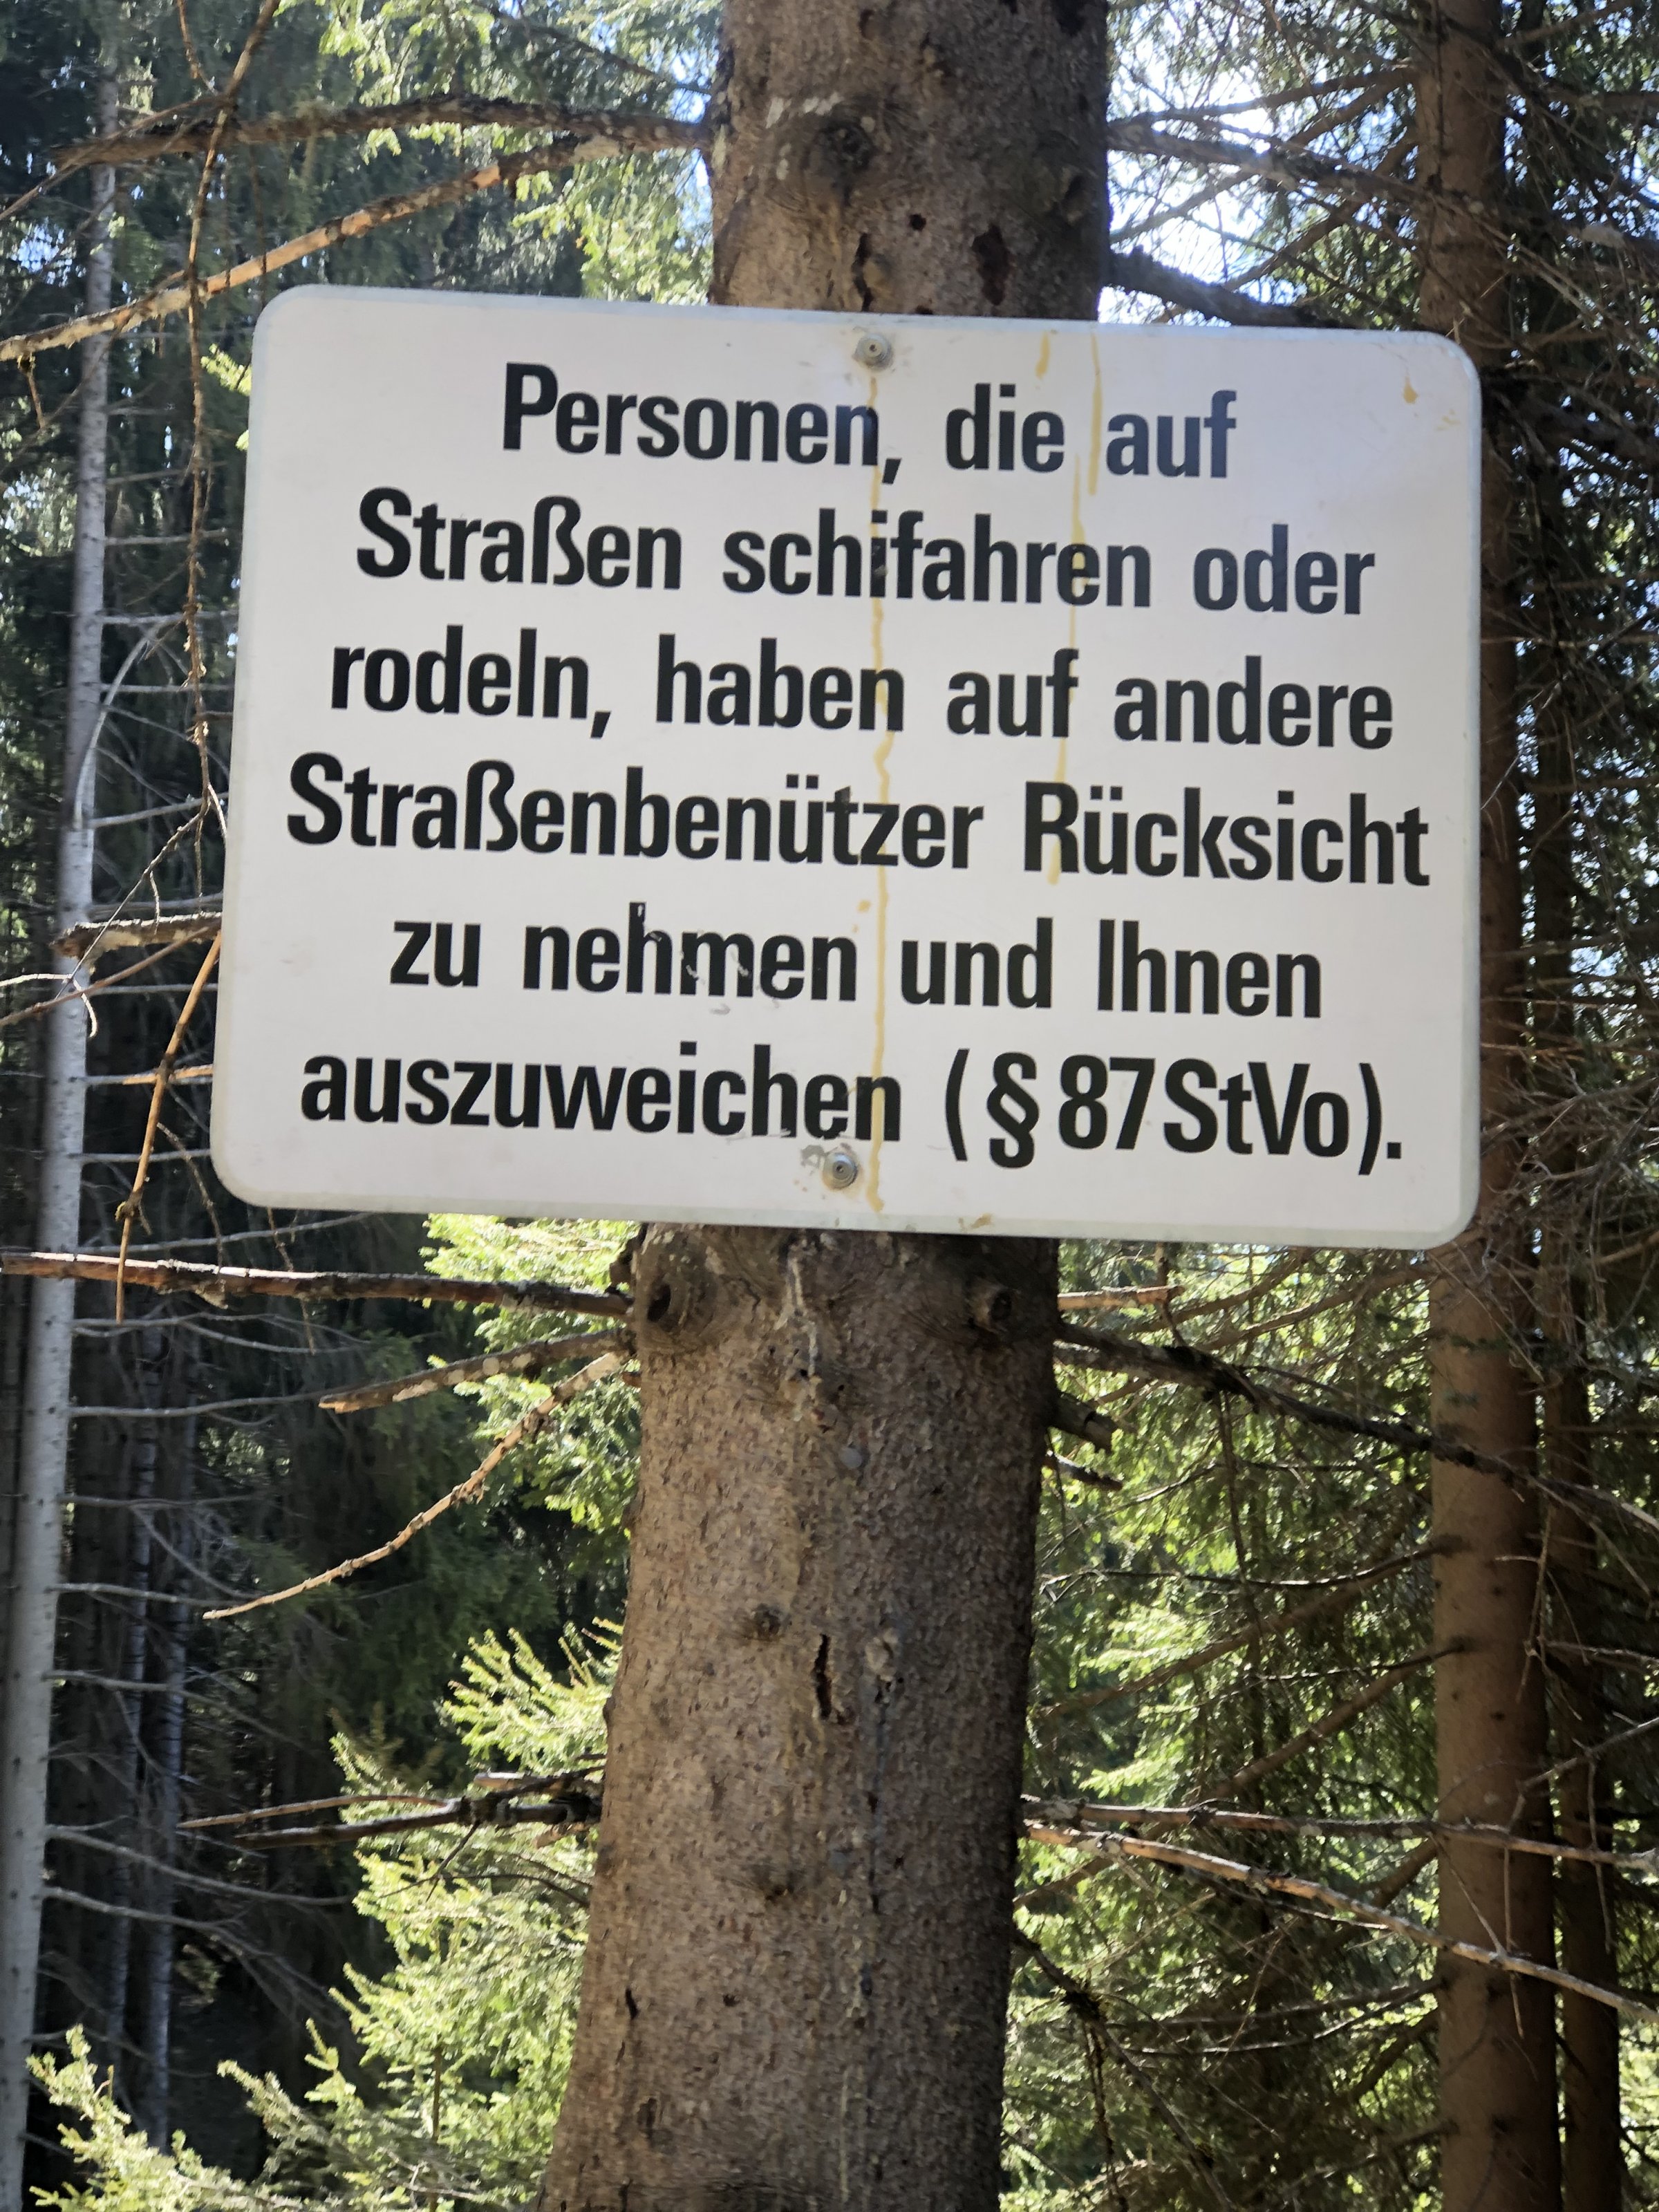 Personen, die auf
Straßen schifahren oder
rodeln, haben auf andere
Straßenbenützer Rücksicht
zu nehmen und Ihnen
auszuweichen (§ 87 StVo).